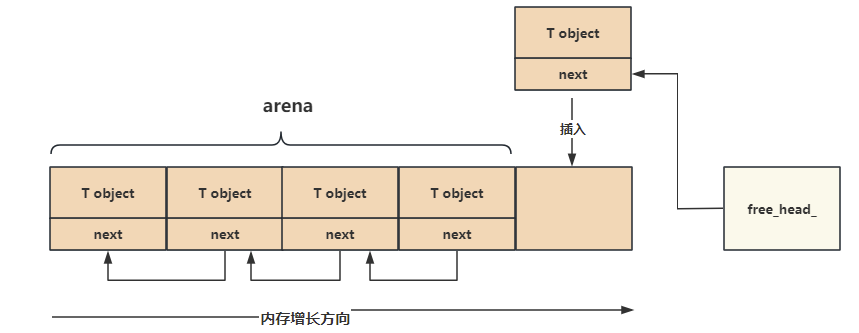 T object
next
arena
插入
T object
T object
T object
T object
next
next
next
next
free_head_
内存增长方向